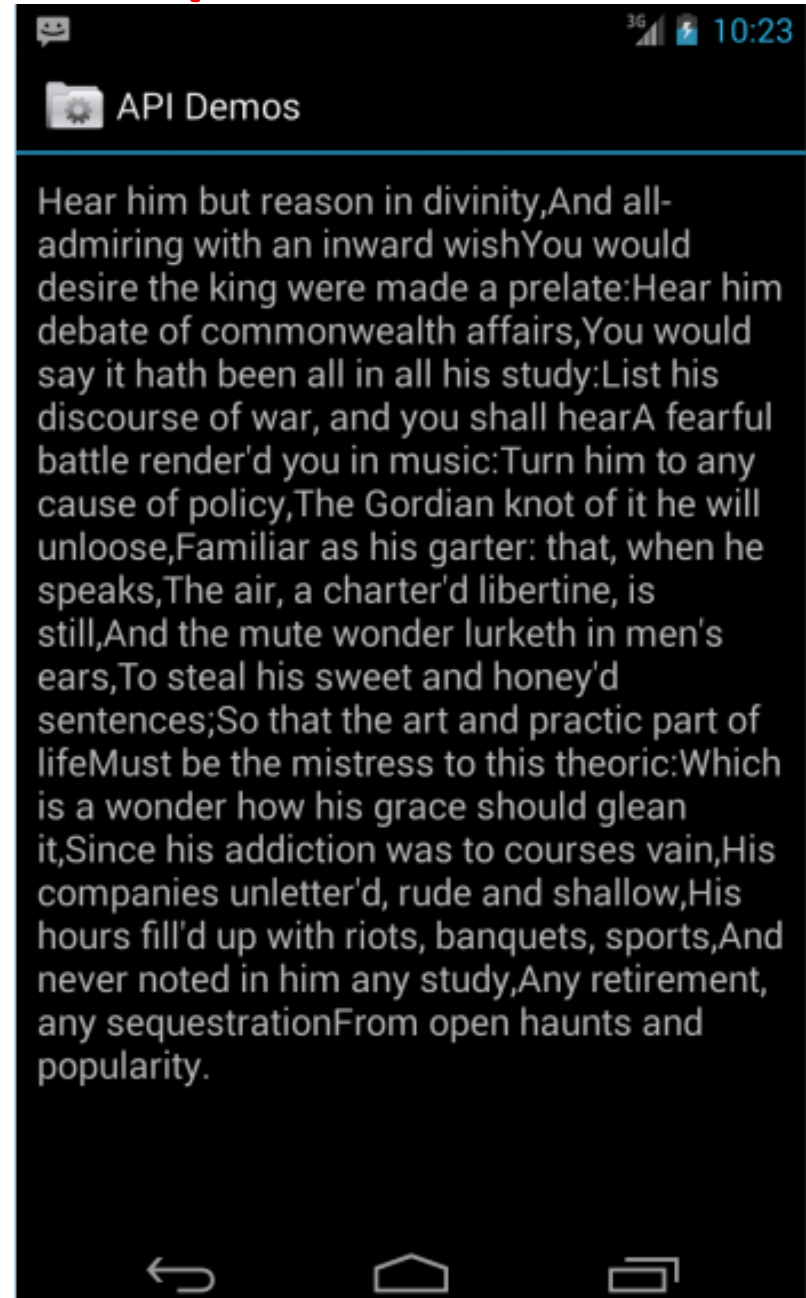 3G 10:23
API Demos
Hear him but reason in divinity,And all-
admiring with an inward wishYou would
desire the king were made a prelate:Hear him
debate of commonwealth affairs,You would
say it hath been all in all his study:List his
discourse of war, and you shall hearA fearful
battle render'd you in music:Turn him to any
cause of policy,The Gordian knot of it he will
unloose,Familiar as his garter: that, when he
speaks,The air, a charter'd libertine, is
still,And the mute wonder lurketh in men's
ears,To steal his sweet and honey'd
sentences;So that the art and practic part of
lifeMust be the mistress to this theoric:Which
is a wonder how his grace should glean
it,Since his addiction was to courses vain,His
companies unletter'd, rude and shallow,His
hours fill'd up with riots, banquets, sports,And
never noted in him any study,Any retirement,
any sequestrationFrom open haunts and
popularity.